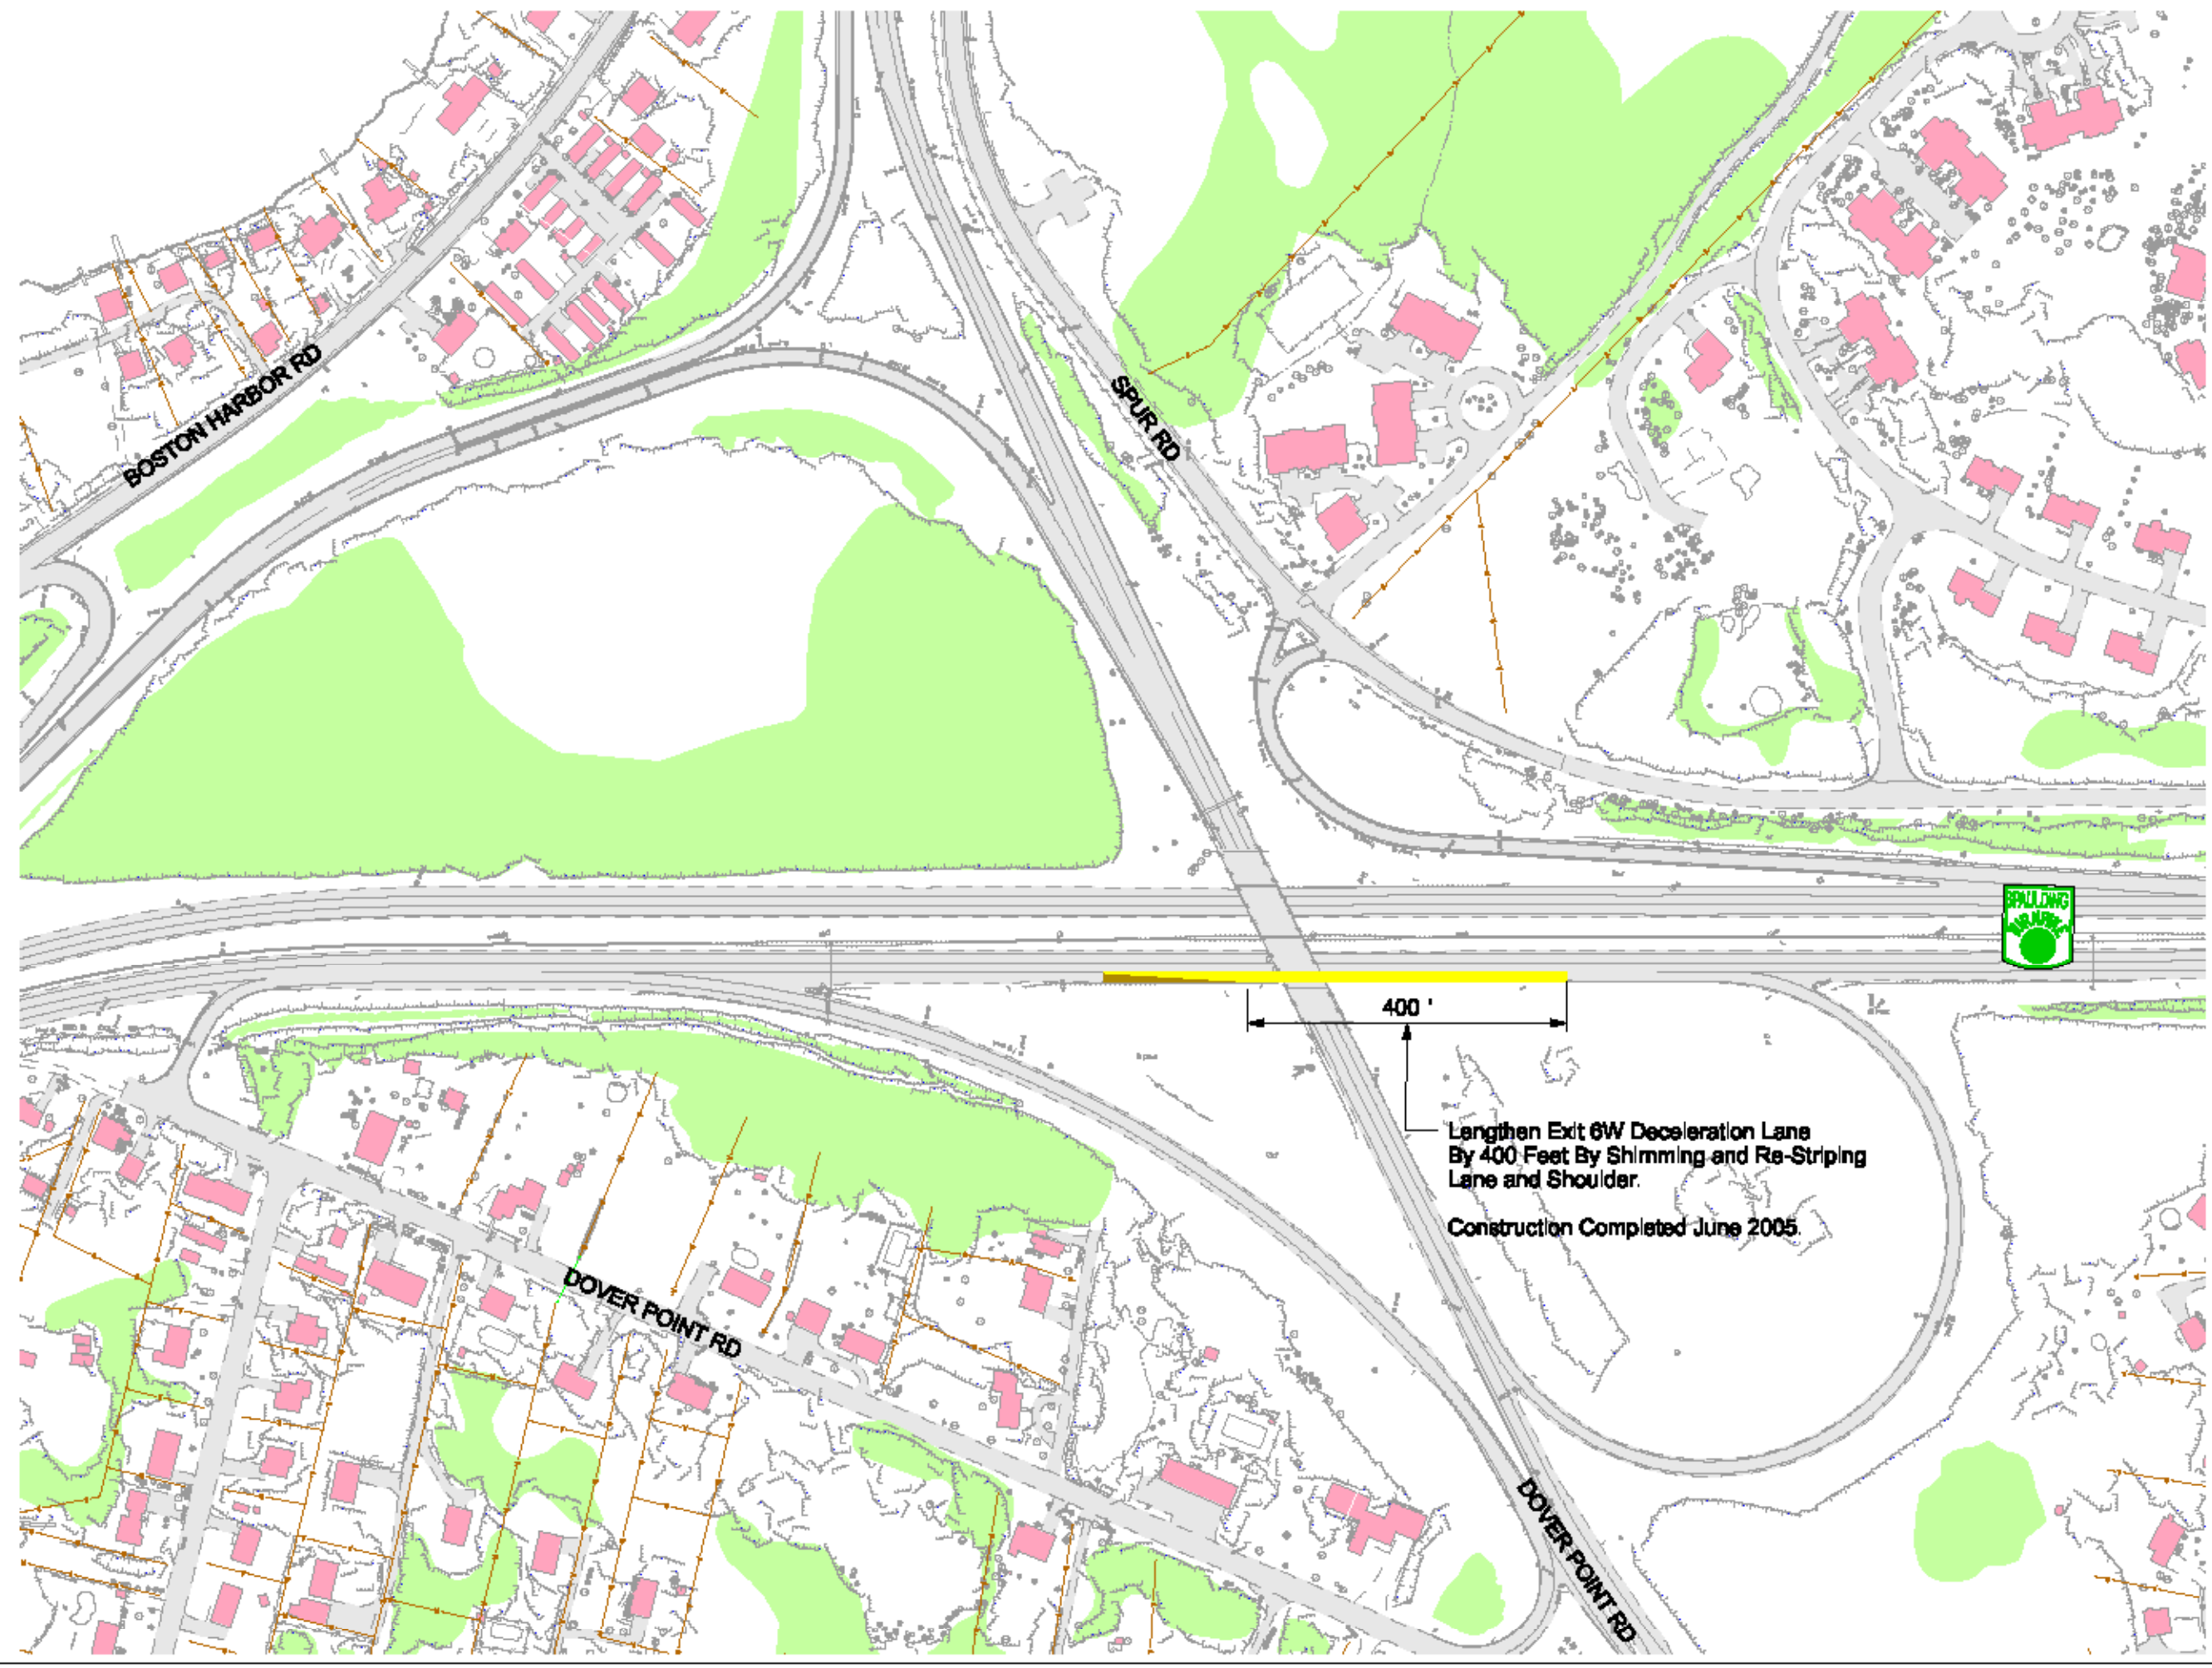 BOSTON HARBOR RD
SPUR RD
SPAULDING
400 '
Lengthen Exit 6W Deceleration Lane
By 400 Feet By Shimming and Re-Striping
Lane and Shoulder.
Construction Completed June 2005.
DOVER POINT RD
DOVER POINT RD